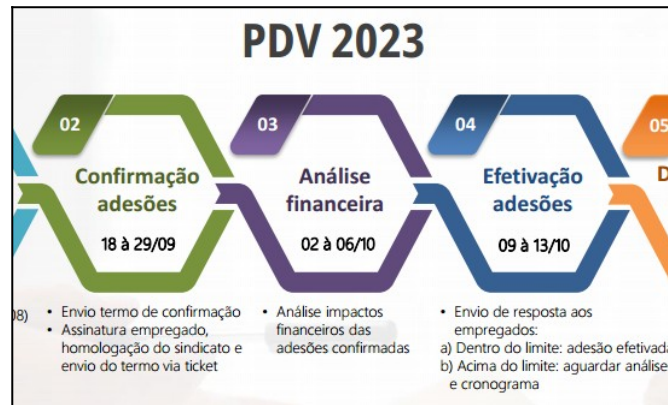 PDV 2023
02
Confirmação
adesões
18 à 29/09
03
Análise
financeira
02 à 06/10
04
Efetivação
adesões
09 à 13/10
05
D
08)
• Envio termo de confirmação
• Assinatura empregado,
homologação do sindicato e
envio do termo via ticket
• Análise impactos
financeiros das
adesões confirmadas
• Envio de resposta aos
empregados:
a) Dentro do limite: adesão efetivada
b) Acima do limite: aguardar análise
e cronograma